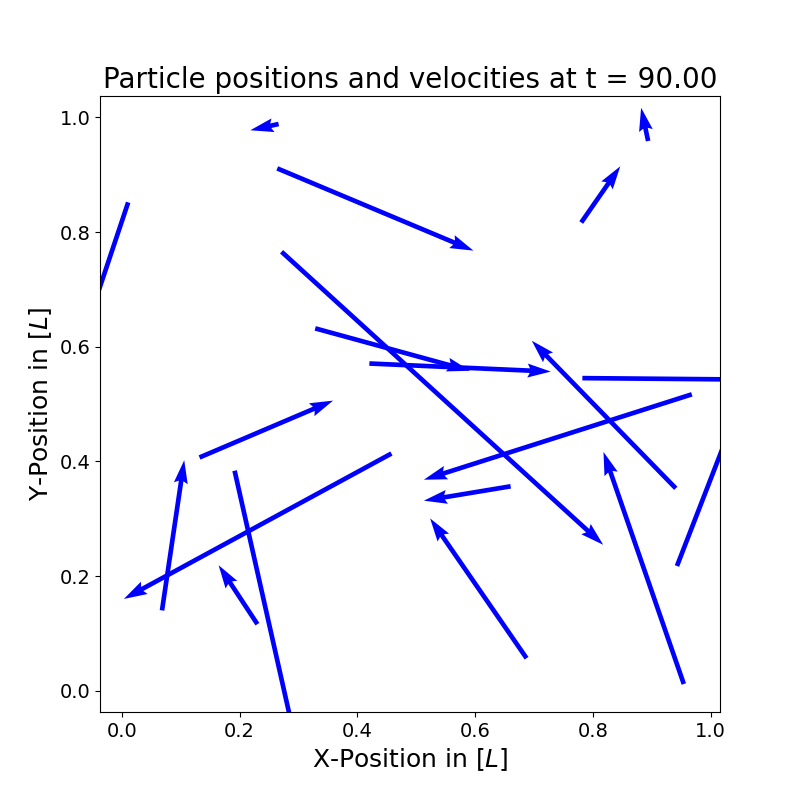 Particle positions and velocities at t = 90.00
1.0
0.8
0.6
0.4
0.2
0.0
Y-Position in [L]
0.0 0.2 0.4 0.6 0.8 1.0
X-Position in [L]